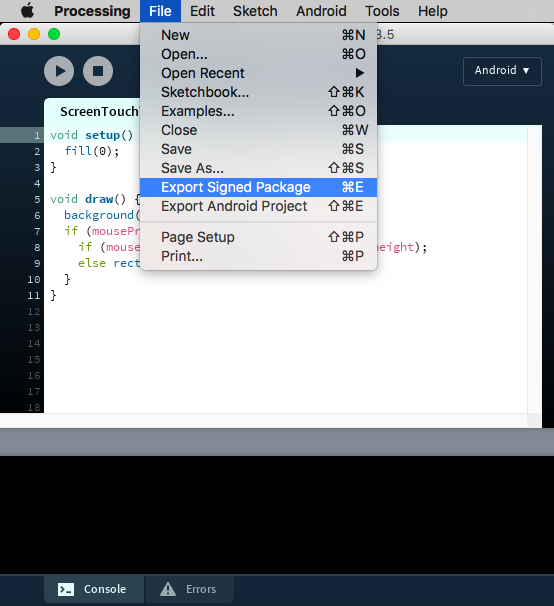 Processing File Edit Sketch Android Tools Help
3.5
New ⌘N
Open... ⌘O
Open Recent ▶
Sketchbook... ⇧⌘K
Examples... ⇧⌘O
Close ⌘W
Save ⌘S
Save As... ⇧⌘S
Export Signed Package ⌘E
Export Android Project ⇧⌘E
Page Setup ⇧⌘P
Print... ⌘P
Android ▾
ScreenTouch
1 void setup()
2 fill(0);
3 }
4
5 void draw() {
6 background(
7 if (mousePr
8 if (mouse height);
9 else rect
10 }
11 }
12
13
14
15
16
17
18
Console Errors